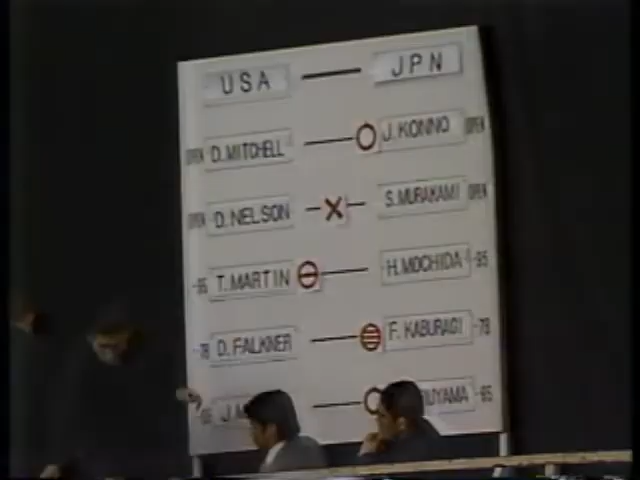 USA — JPN
OPEN D. MITCHELL — J. KONNO OPEN
OPEN D. NELSON — × — S. MURAKAMI OPEN
-95 T. MARTIN — H. MOCHIDA -95
-78 D. FALKNER — F. KABURAGI -78
J. -65